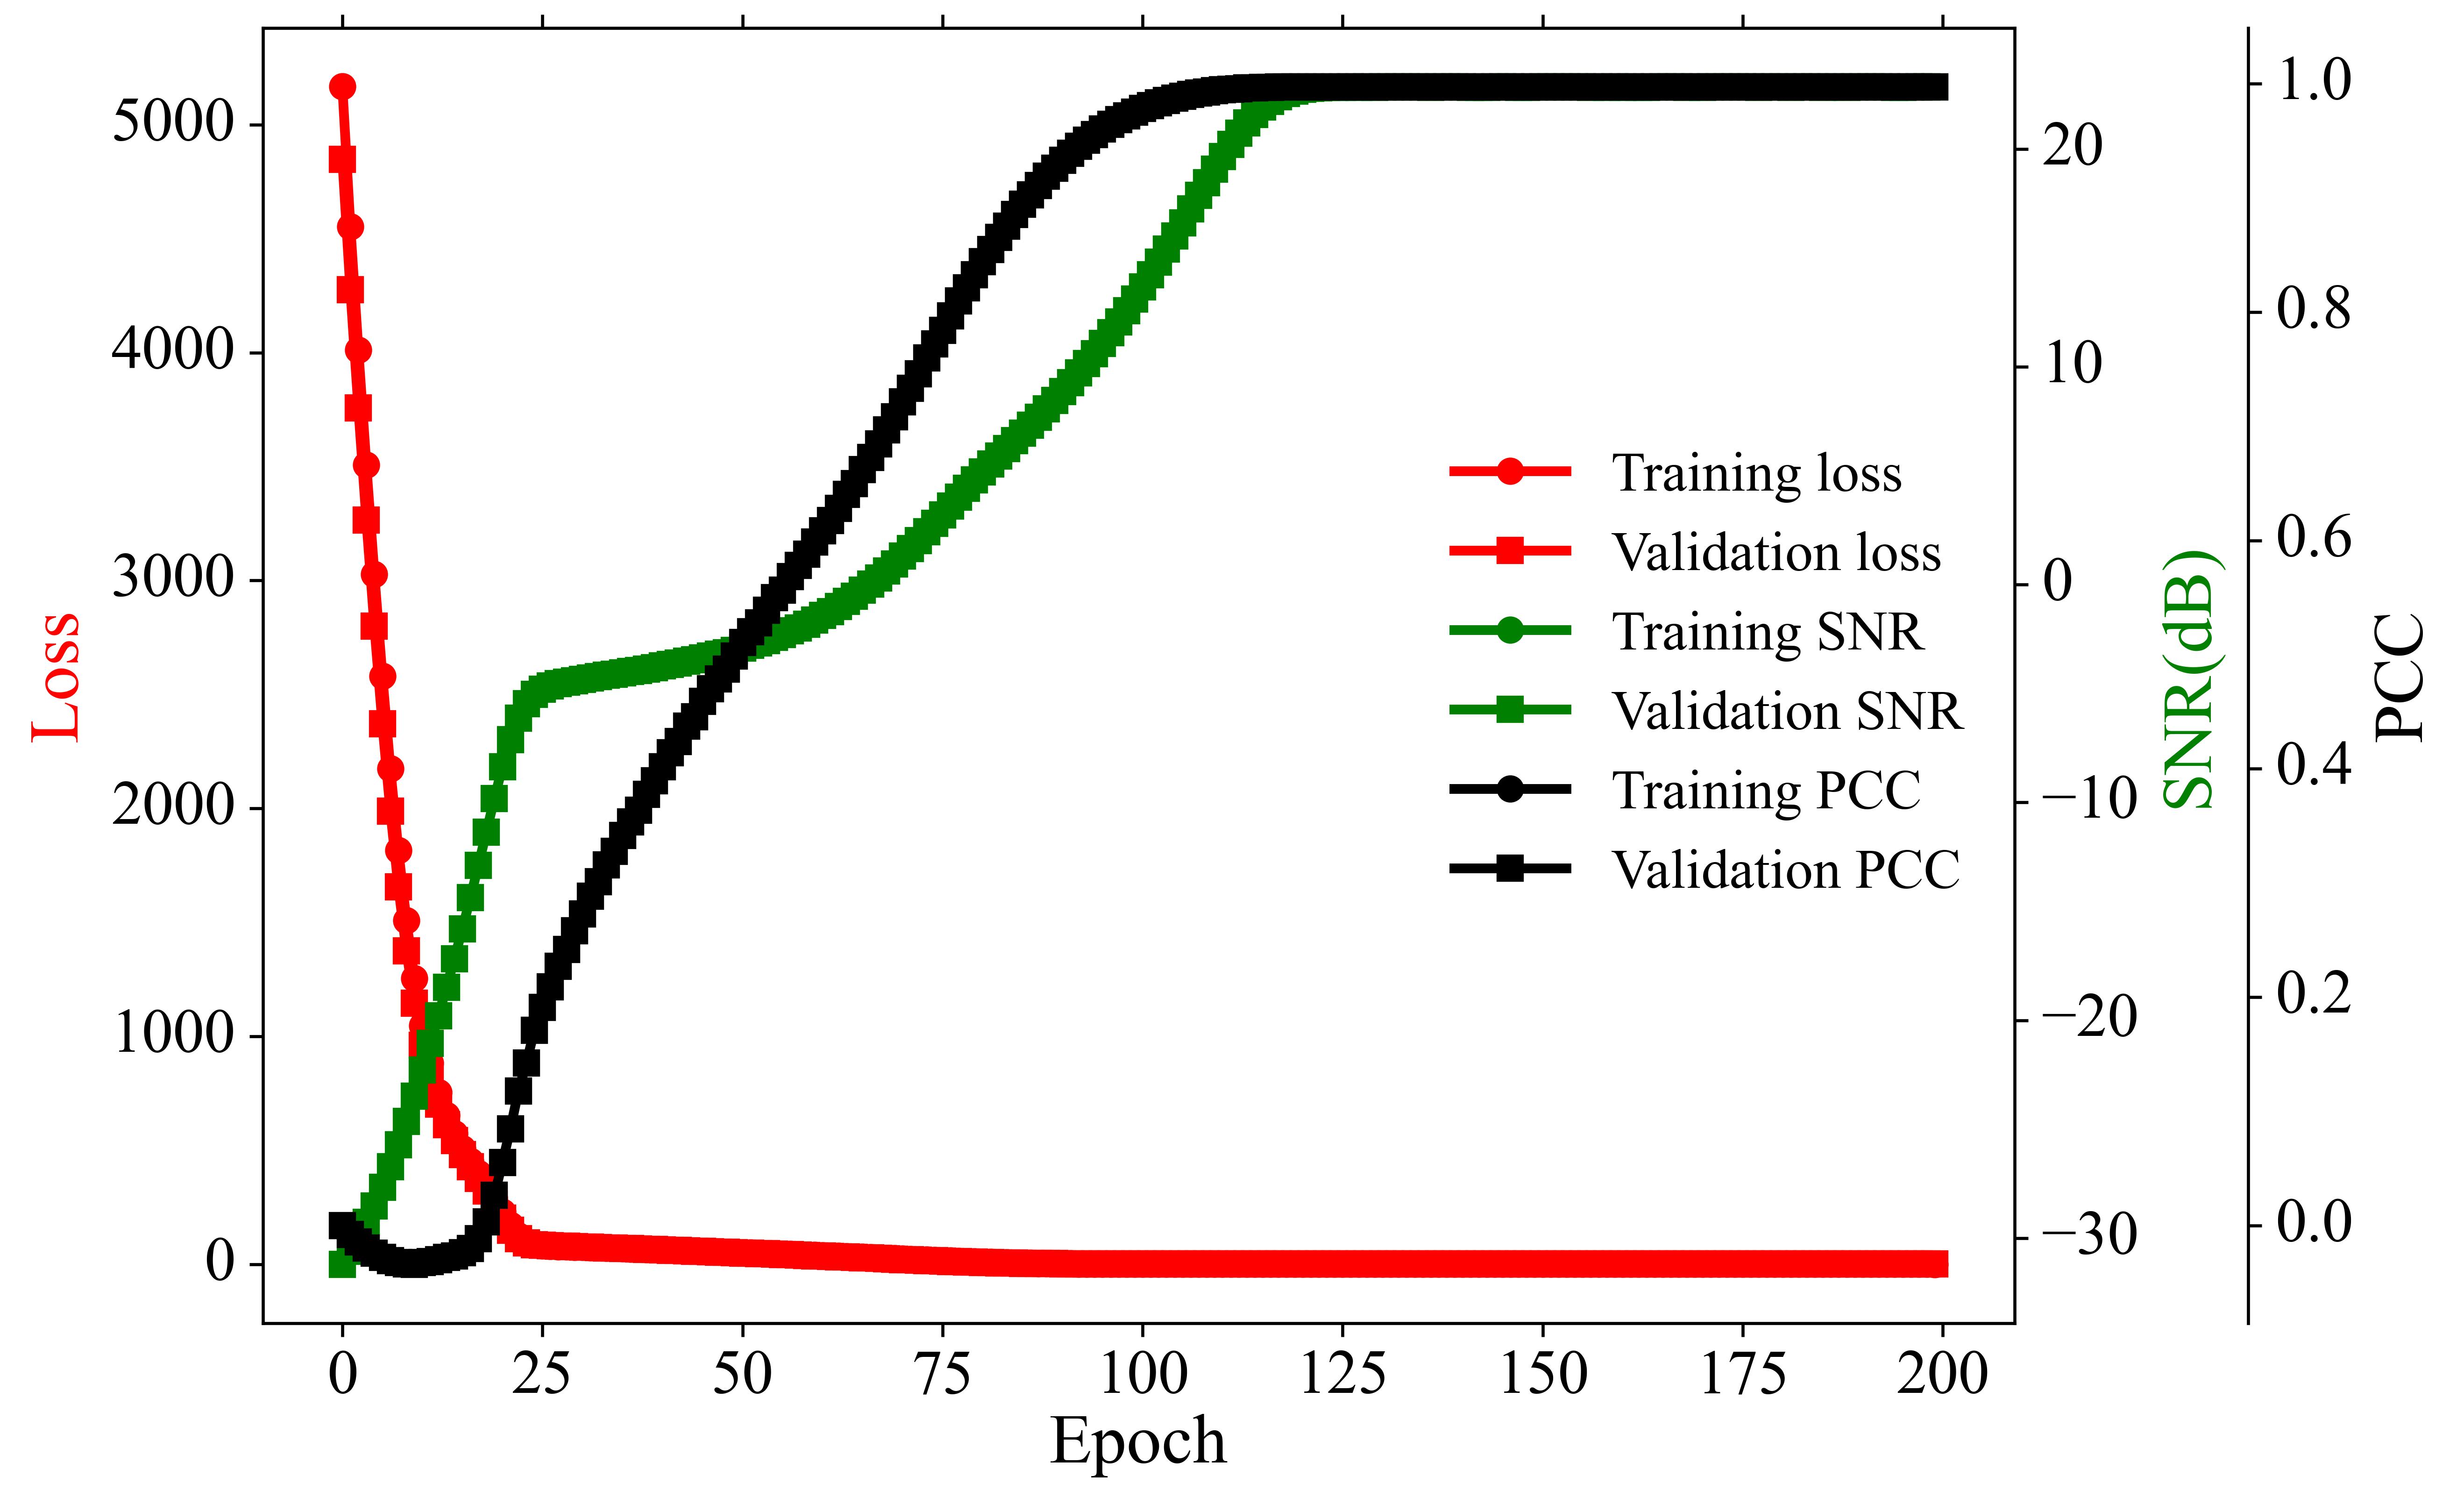 Loss
5000
4000
3000
2000
1000
0
0
25
50
75
100
125
150
175
200
Epoch
Training loss
Validation loss
Training SNR
Validation SNR
Training PCC
Validation PCC
20
10
0
−10
−20
−30
SNR(dB)
1.0
0.8
0.6
0.4
0.2
0.0
PCC